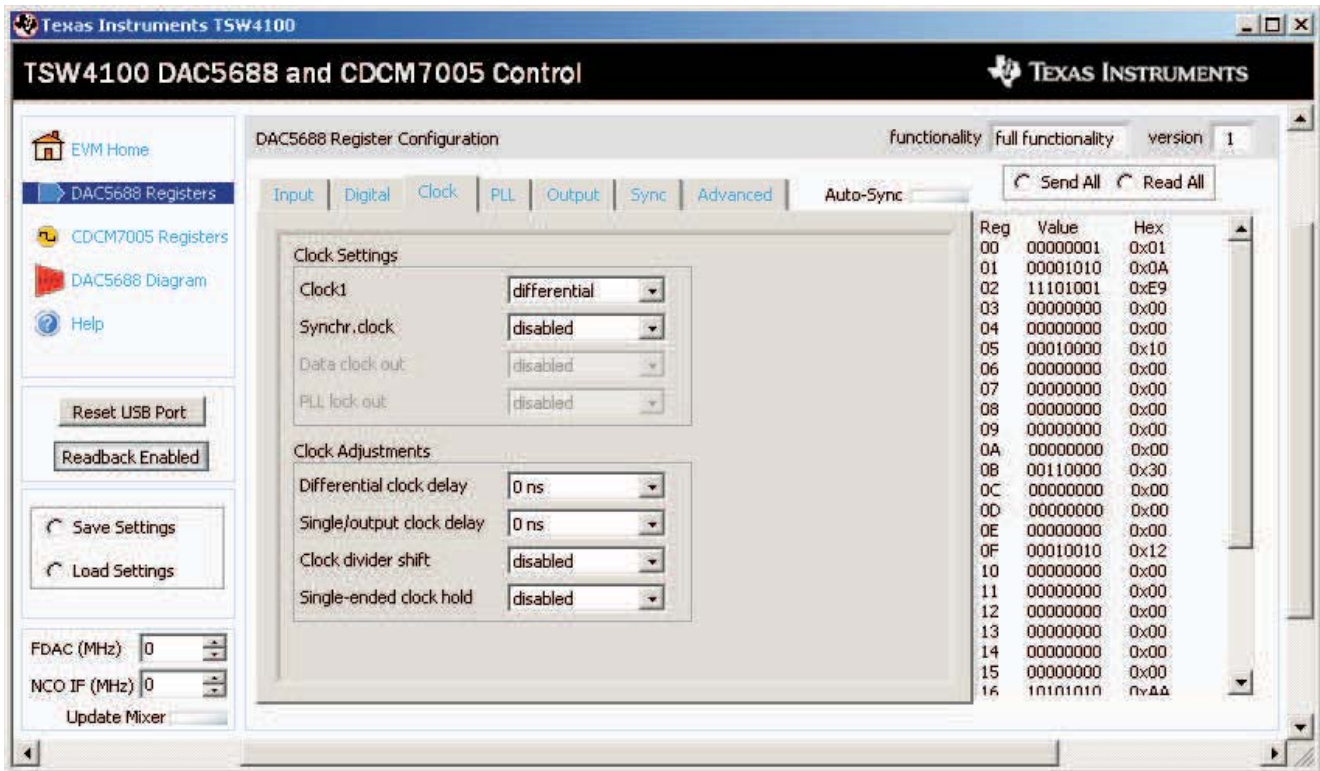 Texas Instruments TSW4100
TSW4100 DAC5688 and CDCM7005 Control
TEXAS INSTRUMENTS
EVM Home
DAC5688 Registers
CDCM7005 Registers
DAC5688 Diagram
Help
Reset USB Port
Readback Enabled
Save Settings
Load Settings
FDAC (MHz) 0
NCO IF (MHz) 0
Update Mixer
DAC5688 Register Configuration
functionality full functionality version 1
Input Digital Clock PLL Output Sync Advanced Auto-Sync
Send All Read All
Clock Settings
Clock1 differential
Synchr.clock disabled
Data clock out disabled
PLL lock out disabled
Clock Adjustments
Differential clock delay 0 ns
Single/output clock delay 0 ns
Clock divider shift disabled
Single-ended clock hold disabled
Reg Value Hex
00 00000001 0x01
01 00001010 0x0A
02 11101001 0xE9
03 00000000 0x00
04 00000000 0x00
05 00010000 0x10
06 00000000 0x00
07 00000000 0x00
08 00000000 0x00
09 00000000 0x00
0A 00000000 0x00
0B 00110000 0x30
0C 00000000 0x00
0D 00000000 0x00
0E 00000000 0x00
0F 00010010 0x12
10 00000000 0x00
11 00000000 0x00
12 00000000 0x00
13 00000000 0x00
14 00000000 0x00
15 00000000 0x00
16 10101010 0xAA